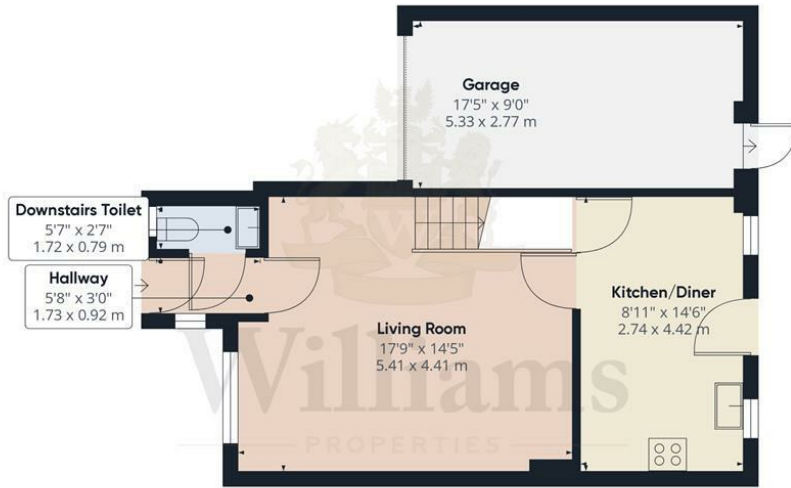 Garage
17'5" x 9'0"
5.33 x 2.77 m
Downstairs Toilet
5'7" x 2'7"
1.72 x 0.79 m
Hallway
5'8" x 3'0"
1.73 x 0.92 m
Living Room
17'9" x 14'5"
5.41 x 4.41 m
Kitchen/Diner
8'11" x 14'6"
2.74 x 4.42 m
Williams
PROPERTIES